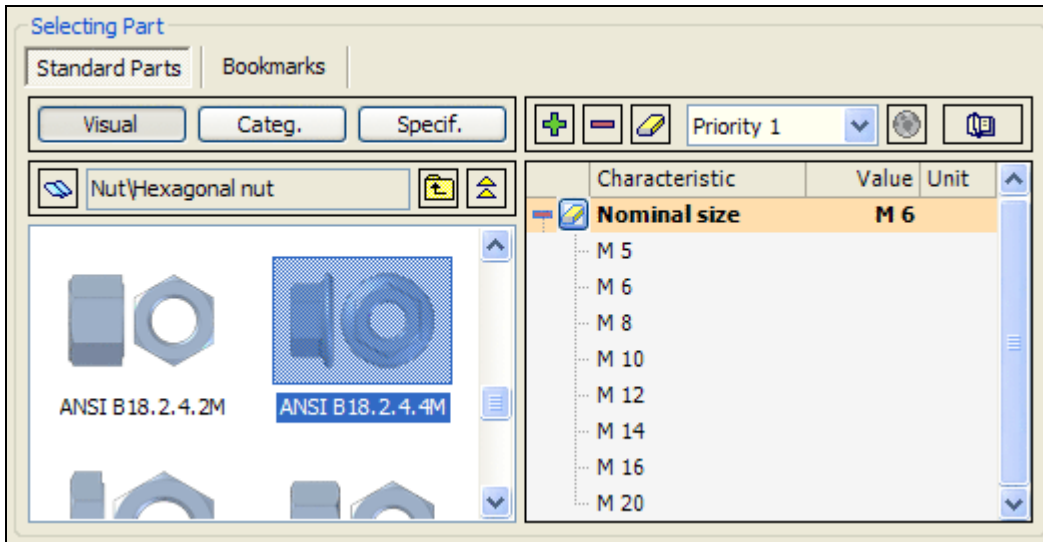 Selecting Part
Standard Parts
Bookmarks
Visual
Categ.
Specif.
Priority 1
Nut\Hexagonal nut
ANSI B18.2.4.2M
ANSI B18.2.4.4M
Characteristic Value Unit
Nominal size M 6
M 5
M 6
M 8
M 10
M 12
M 14
M 16
M 20